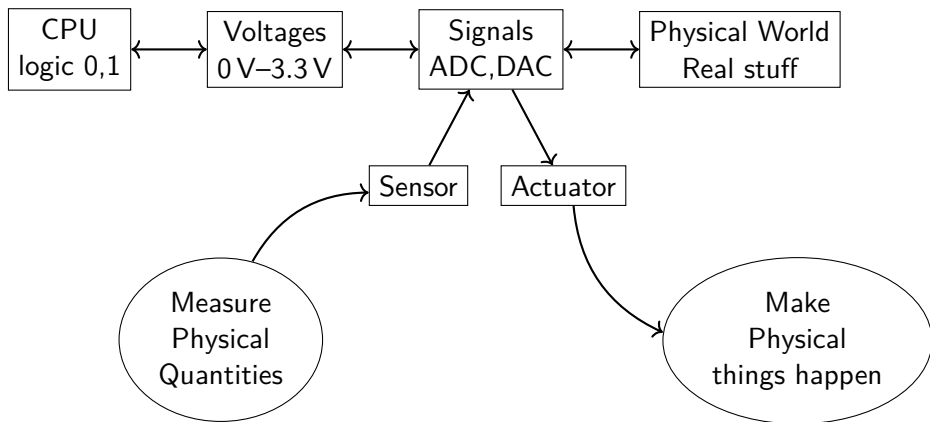 CPU
logic 0,1
Voltages
0 V–3.3 V
Signals
ADC,DAC
Physical World
Real stuff
Sensor
Actuator
Measure
Physical
Quantities
Make
Physical
things happen